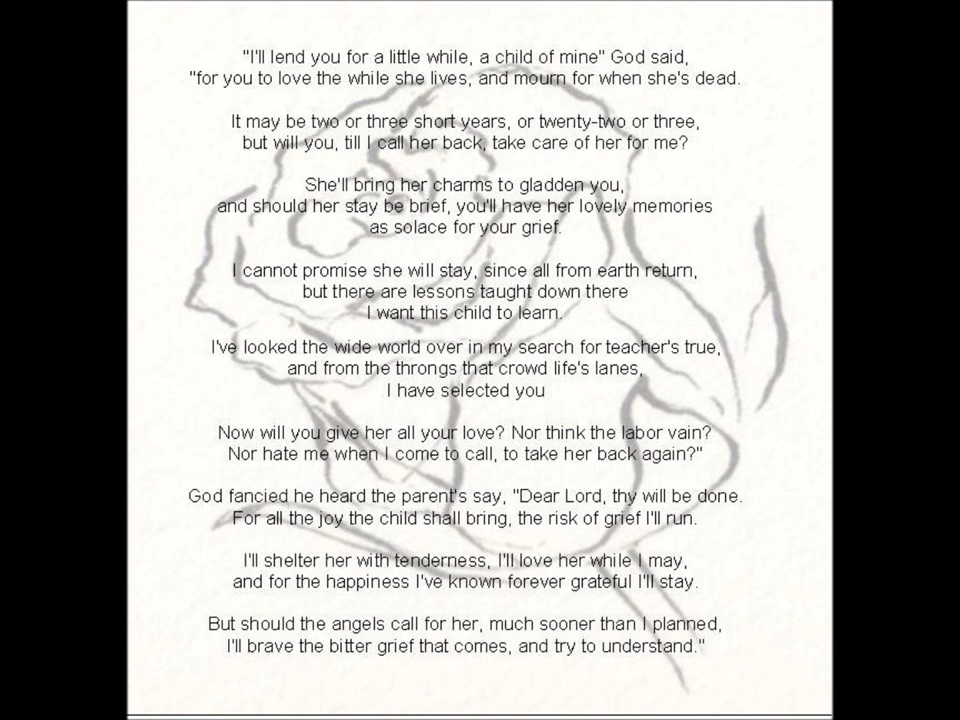 "I'll lend you for a little while, a child of mine" God said,
"for you to love the while she lives, and mourn for when she's dead.
It may be two or three short years, or twenty-two or three,
but will you, till I call her back, take care of her for me?
She'll bring her charms to gladden you,
and should her stay be brief, you'll have her lovely memories
as solace for your grief.
I cannot promise she will stay, since all from earth return,
but there are lessons taught down there
I want this child to learn.
I've looked the wide world over in my search for teacher's true,
and from the throngs that crowd life's lanes,
I have selected you
Now will you give her all your love? Nor think the labor vain?
Nor hate me when I come to call, to take her back again?"
God fancied he heard the parent's say, "Dear Lord, thy will be done.
For all the joy the child shall bring, the risk of grief I'll run.
I'll shelter her with tenderness, I'll love her while I may,
and for the happiness I've known forever grateful I'll stay.
But should the angels call for her, much sooner than I planned,
I'll brave the bitter grief that comes, and try to understand."